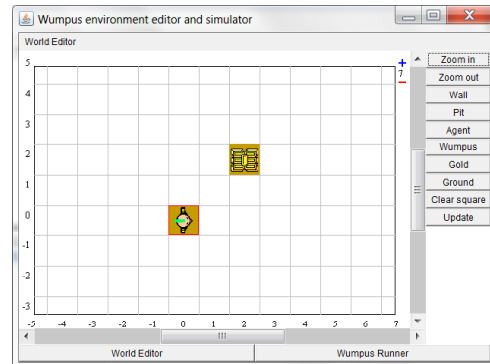 Wumpus environment editor and simulator
World Editor
5
4
3
2
1
0
-1
-2
-3
-5 -4 -3 -2 -1 0 1 2 3 4 5 6 7
+
7
−
Zoom in
Zoom out
Wall
Pit
Agent
Wumpus
Gold
Ground
Clear square
Update
World Editor
Wumpus Runner